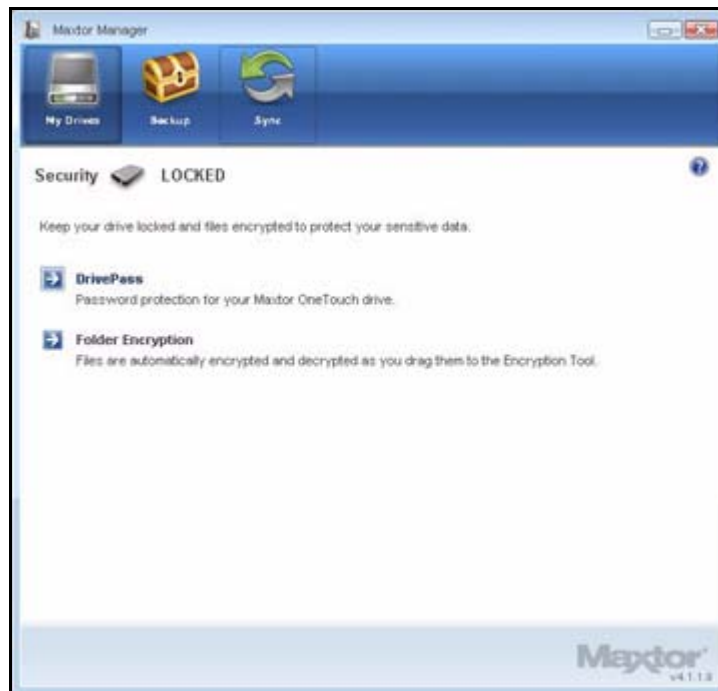 Maxtor Manager
My Drives
Backup
Sync
Security LOCKED
Keep your drive locked and files encrypted to protect your sensitive data.
DrivePass
Password protection for your Maxtor OneTouch drive.
Folder Encryption
Files are automatically encrypted and decrypted as you drag them to the Encryption Tool.
Maxtor